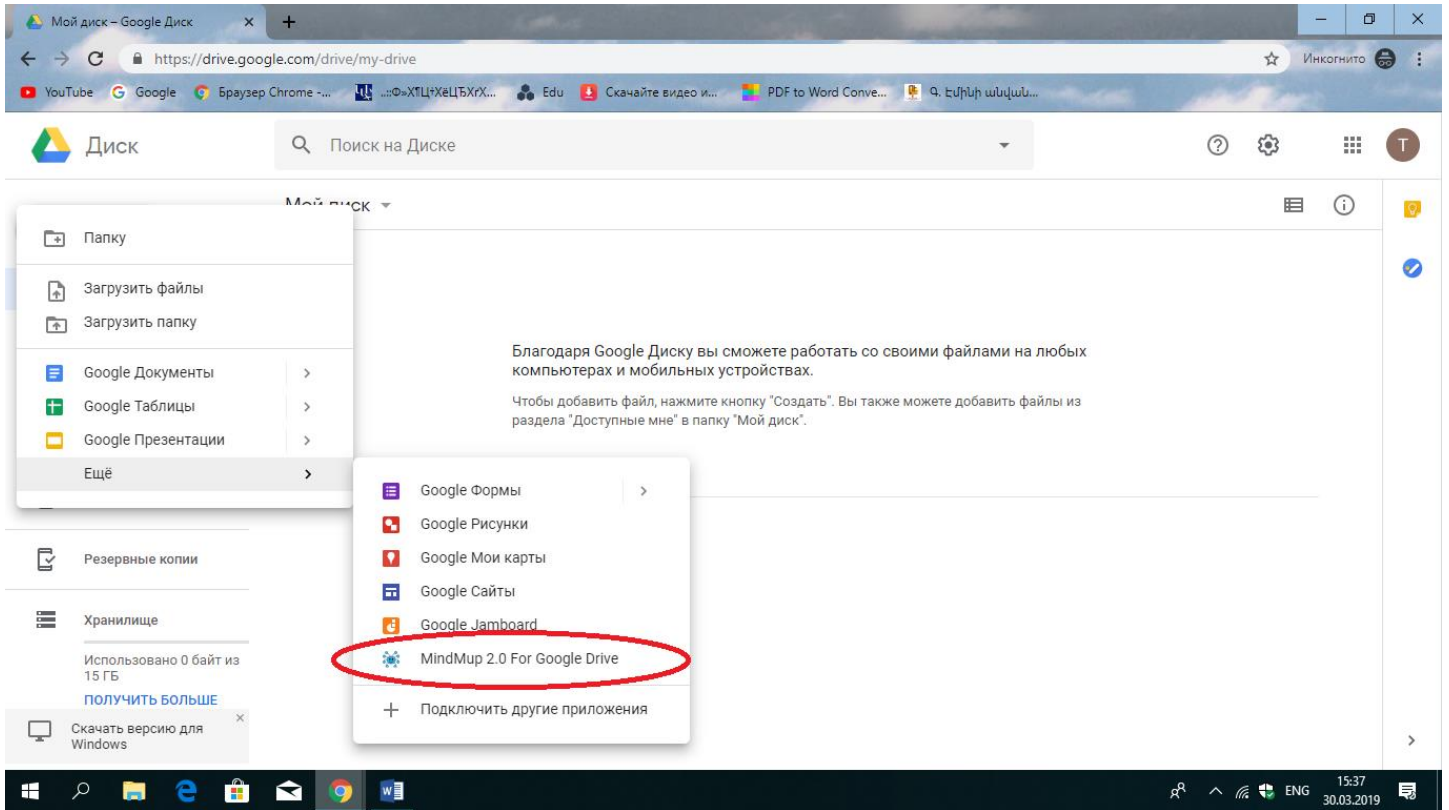 Мой диск – Google Диск
https://drive.google.com/drive/my-drive
Инкогнито
YouTube Google Браузер Chrome -... Edu Скачайте видео и... PDF to Word Conve...
Диск
Поиск на Диске
T
Мой диск
Папку
Загрузить файлы
Загрузить папку
Google Документы
Google Таблицы
Google Презентации
Ещё
Благодаря Google Диску вы сможете работать со своими файлами на любых
компьютерах и мобильных устройствах.
Чтобы добавить файл, нажмите кнопку "Создать". Вы также можете добавить файлы из
раздела "Доступные мне" в папку "Мой диск".
Google Формы
Google Рисунки
Google Мои карты
Google Сайты
Google Jamboard
MindMup 2.0 For Google Drive
Подключить другие приложения
Резервные копии
Хранилище
Использовано 0 байт из
15 ГБ
ПОЛУЧИТЬ БОЛЬШЕ
Скачать версию для
Windows
ENG
15:37
30.03.2019